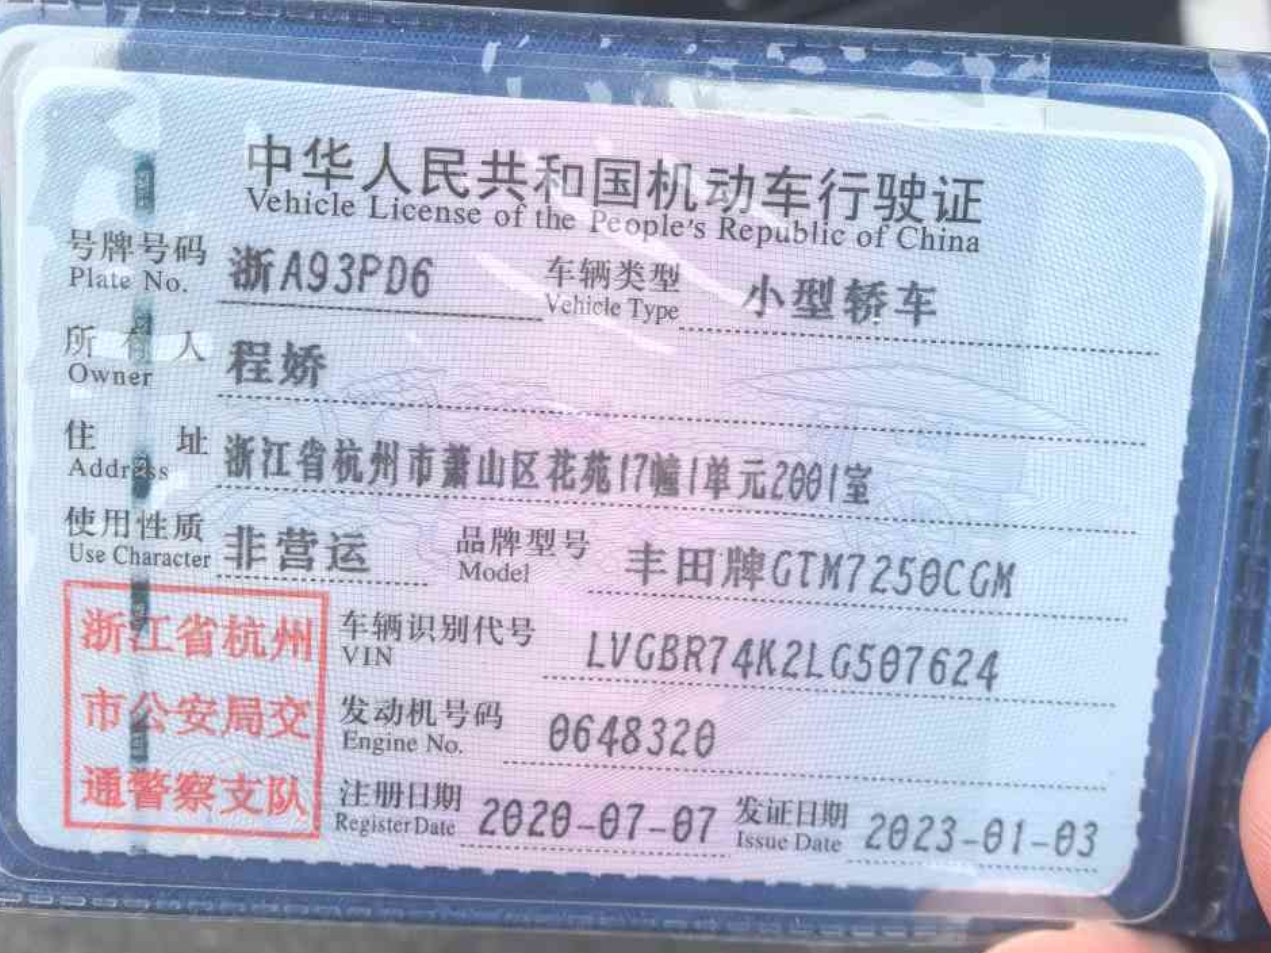 中华人民共和国机动车行驶证
Vehicle License of the People's Republic of China
号牌号码 浙A93PD6 车辆类型 小型轿车
Plate No. Vehicle Type
所有人 程娇
Owner
住址 浙江省杭州市萧山区花苑17幢1单元2001室
Address
使用性质 非营运 品牌型号 丰田牌GTM7250CGM
Use Character Model
浙江省杭州
市公安局交
通警察支队
车辆识别代号 LVGBR74K2LG507624
VIN
发动机号码 0648320
Engine No.
注册日期 2020-07-07 发证日期 2023-01-03
Register Date Issue Date